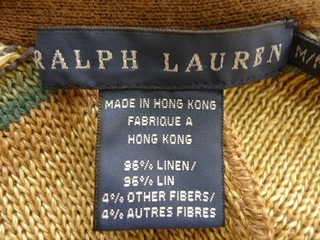 RALPH LAUREN
M/M
MADE IN HONG KONG
FABRIQUE A
HONG KONG
96% LINEN/
96% LIN
4% OTHER FIBERS/
4% AUTRES FIBRES